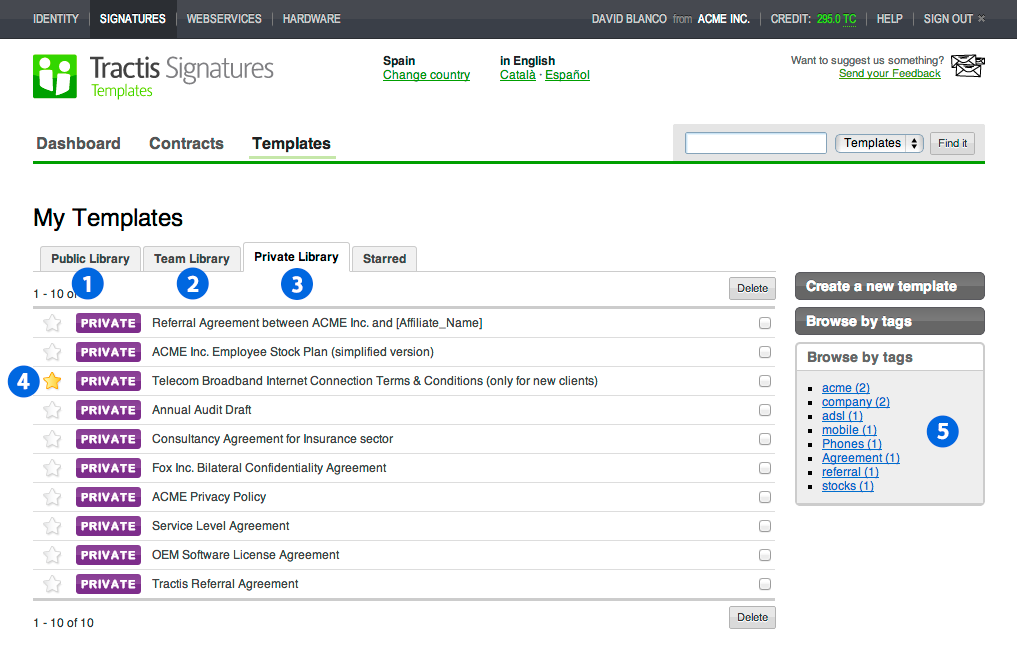 IDENTITY SIGNATURES WEBSERVICES HARDWARE DAVID BLANCO from ACME INC. CREDIT: 295.0 TC HELP SIGN OUT ×
Tractis Signatures
Templates
Spain
Change country
in English
Català · Español
Want to suggest us something?
Send your Feedback
Dashboard Contracts Templates Templates Find it
My Templates
Public Library Team Library Private Library Starred
1 2 3
1 - 10 of
Delete
PRIVATE Referral Agreement between ACME Inc. and [Affiliate_Name]
PRIVATE ACME Inc. Employee Stock Plan (simplified version)
4 PRIVATE Telecom Broadband Internet Connection Terms & Conditions (only for new clients)
PRIVATE Annual Audit Draft
PRIVATE Consultancy Agreement for Insurance sector
PRIVATE Fox Inc. Bilateral Confidentiality Agreement
PRIVATE ACME Privacy Policy
PRIVATE Service Level Agreement
PRIVATE OEM Software License Agreement
PRIVATE Tractis Referral Agreement
1 - 10 of 10
Delete
Create a new template
Browse by tags
Browse by tags
acme (2)
company (2)
adsl (1)
mobile (1)
Phones (1)
Agreement (1)
referral (1)
stocks (1)
5